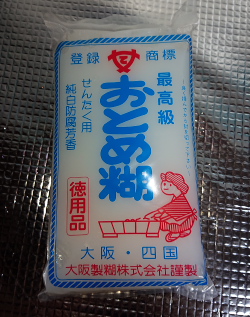 登録 商標
最高級
おとめ糊
せんたく用
純白防腐芳香
徳用品
大阪・四国
大阪製糊株式会社謹製